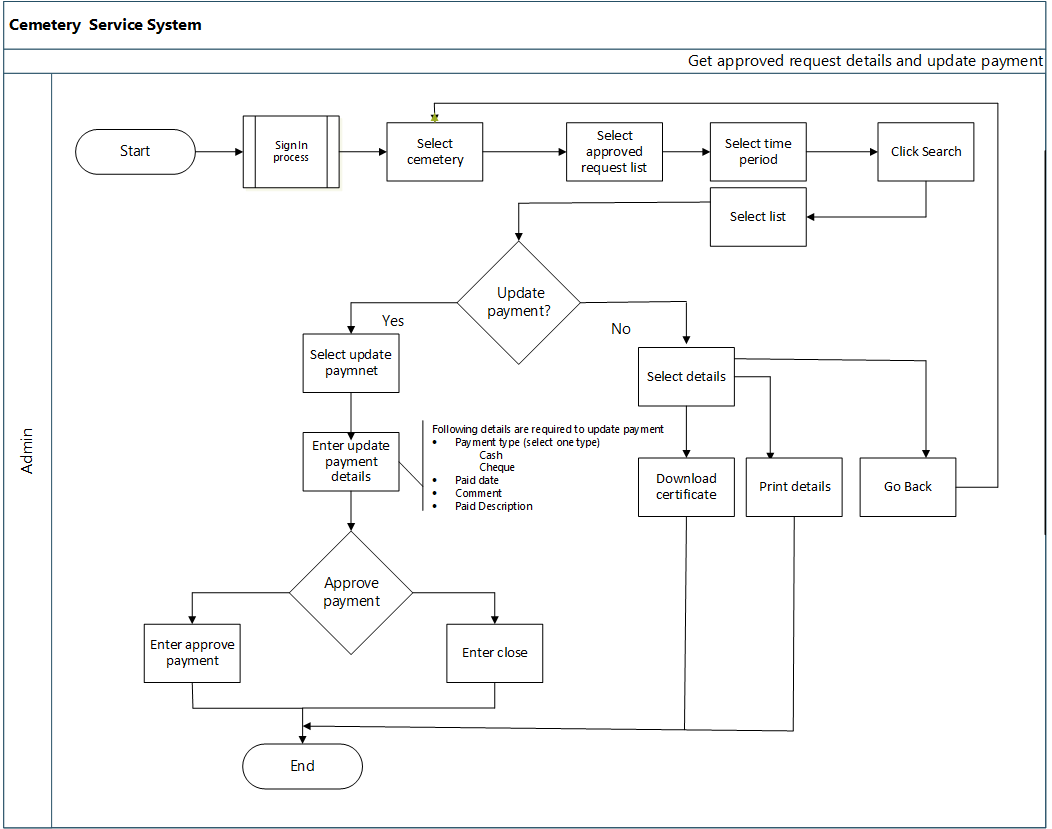 Cemetery  Service System
Get approved request details and update payment
Admin
Start
SignIn
process
Select
cemetery
Select
approved
request list
Select time
period
Click Search
Select list
Update
payment?
Yes
No
Select update
paymnet
Select details
Enter update
payment
details
Following details are required to update payment
• Payment type (select one type)
Cash
Cheque
• Paid date
• Comment
• Paid Description
Download
certificate
Print details
Go Back
Approve
payment
Enter approve
payment
Enter close
End